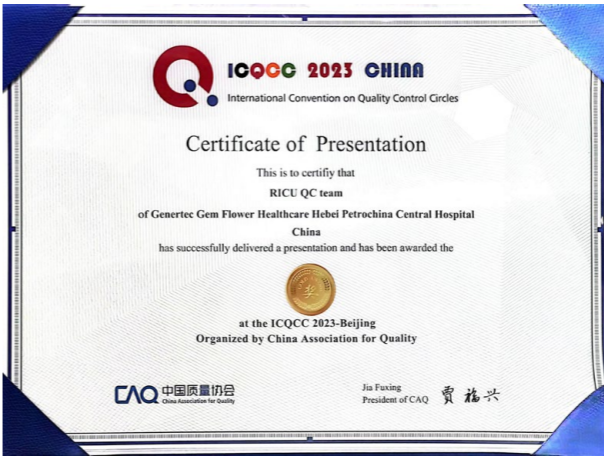 ICQCC 2023 CHINA
International Convention on Quality Control Circles
Certificate of Presentation
This is to certifiy that
RICU QC team
of Genertec Gem Flower Healthcare Hebei Petrochina Central Hospital
China
has successfully delivered a presentation and has been awarded the
奖
at the ICQCC 2023-Beijing
Organized by China Association for Quality
CAQ 中国质量协会
China Association for Quality
Jia Fuxing
President of CAQ
贾福兴